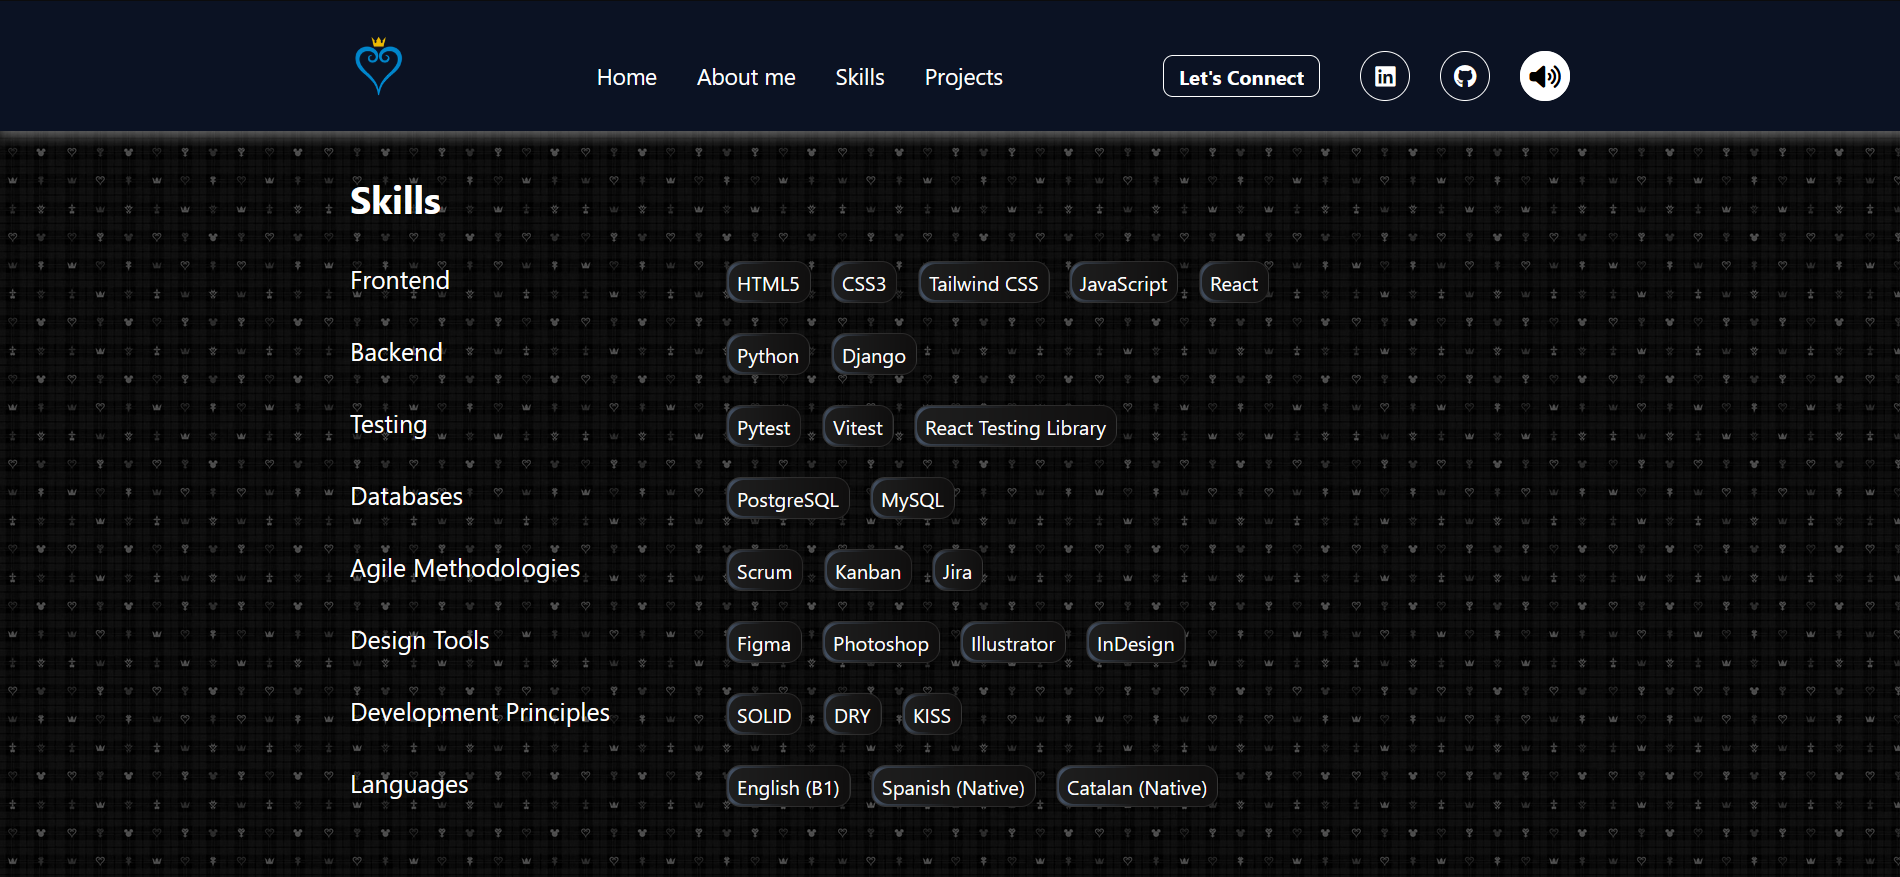 Home About me Skills Projects Let's Connect in
Skills
Frontend HTML5 CSS3 Tailwind CSS JavaScript React
Backend Python Django
Testing Pytest Vitest React Testing Library
Databases PostgreSQL MySQL
Agile Methodologies Scrum Kanban Jira
Design Tools Figma Photoshop Illustrator InDesign
Development Principles SOLID DRY KISS
Languages English (B1) Spanish (Native) Catalan (Native)